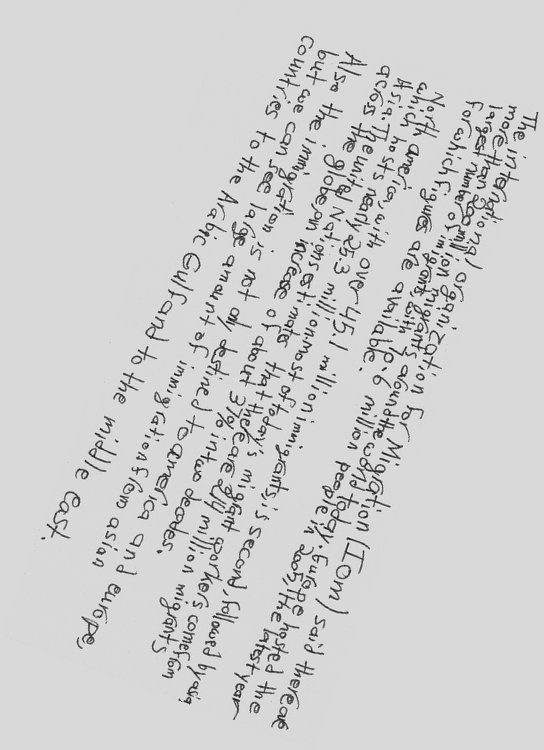 The international organization for Migration (IOm) said there are
more than 200 million migrants around the world today. Europe hosted the
largest number of immigrants, with 7.6 million people in 2005, the latest year
for which figures are available.
North america, with over 45.1 million immigrants, is second, followed by asia
which hosts nearly 25.3 million. most of today's migrant workers come from
Asia. The united Nations estimates that there are 214 million migrants
across the globe, an increase of about 37% in two decades.
Also the immigration is not only destined to america and europe,
but we can see large amount of immigration from asian
countries to the Arabic Gulf and to the middle east.